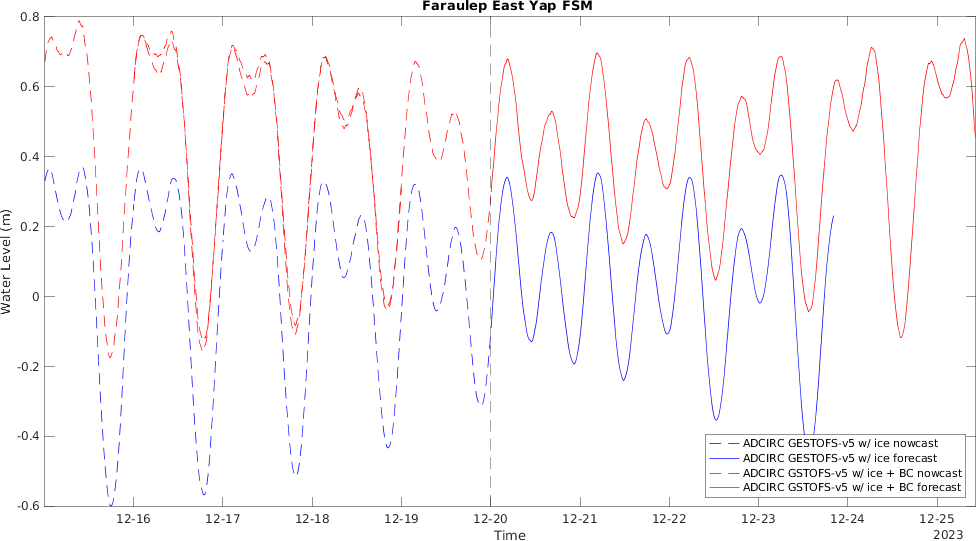 Faraulep East Yap FSM
0.8
0.6
0.4
0.2
0
-0.2
-0.4
-0.6
Water Level (m)
ADCIRC GESTOFS-v5 w/ ice nowcast
ADCIRC GESTOFS-v5 w/ ice forecast
ADCIRC GSTOFS-v5 w/ ice + BC nowcast
ADCIRC GSTOFS-v5 w/ ice + BC forecast
12-16 12-17 12-18 12-19 12-20 12-21 12-22 12-23 12-24 12-25
Time
2023